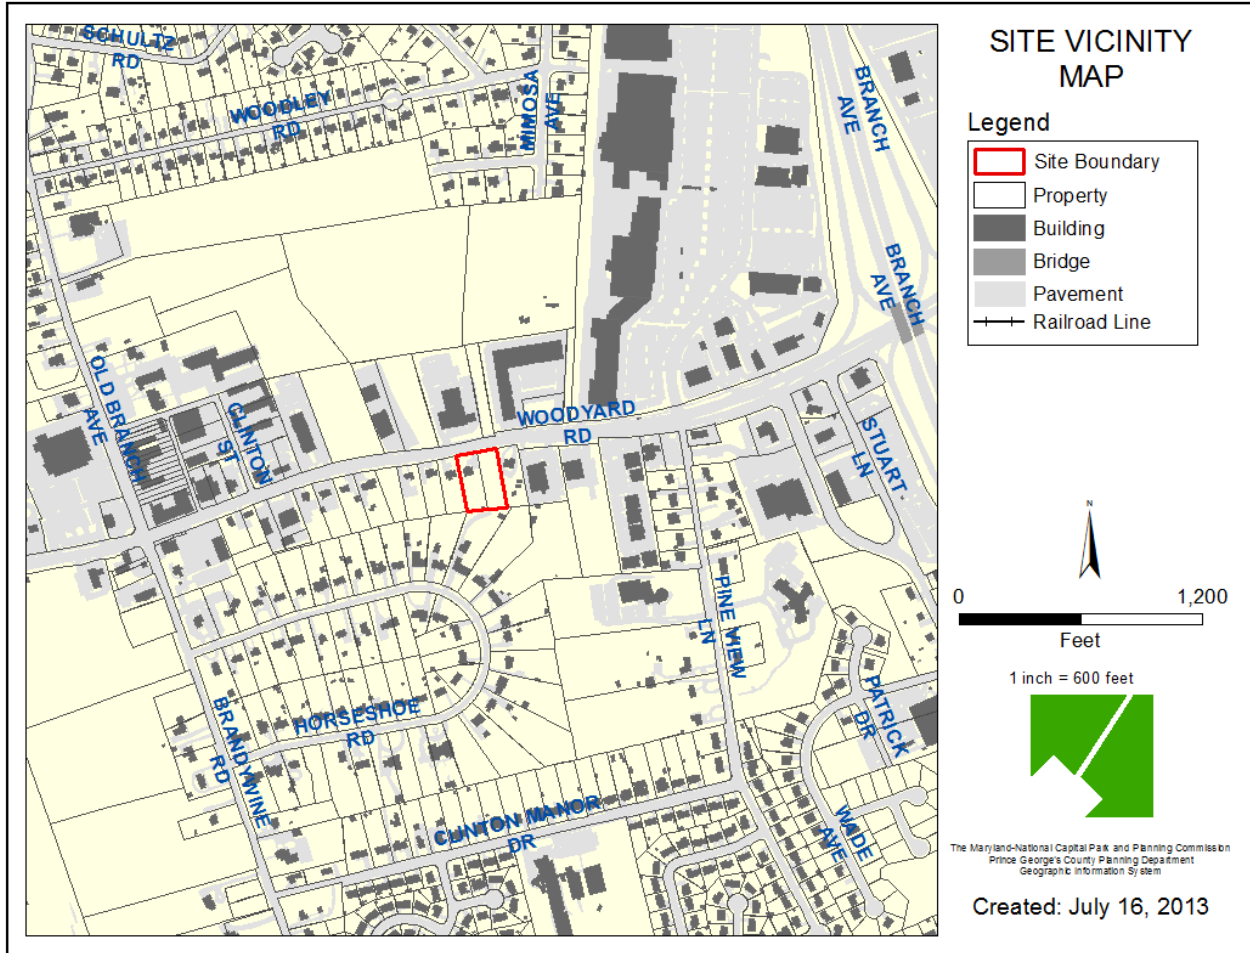 SITE VICINITY
MAP
Legend
Site Boundary
Property
Building
Bridge
Pavement
Railroad Line
SCHULTZ
RD
WOODLEY
RD
MIMOSA
AVE
BRANCH
AVE
BRANCH
AVE
OLD BRANCH
AVE
CLINTON
ST
WOODYARD
RD
STUART
LN
PINE VIEW
LN
PATRICK
DR
HORSESHOE
RD
BRANDYWINE
RD
CLINTON MANOR
DR
WADE
AVE
N
0 1,200
Feet
1 inch = 600 feet
The Maryland-National Capital Park and Planning Commission
Prince George's County Planning Department
Geographic Information System
Created: July 16, 2013